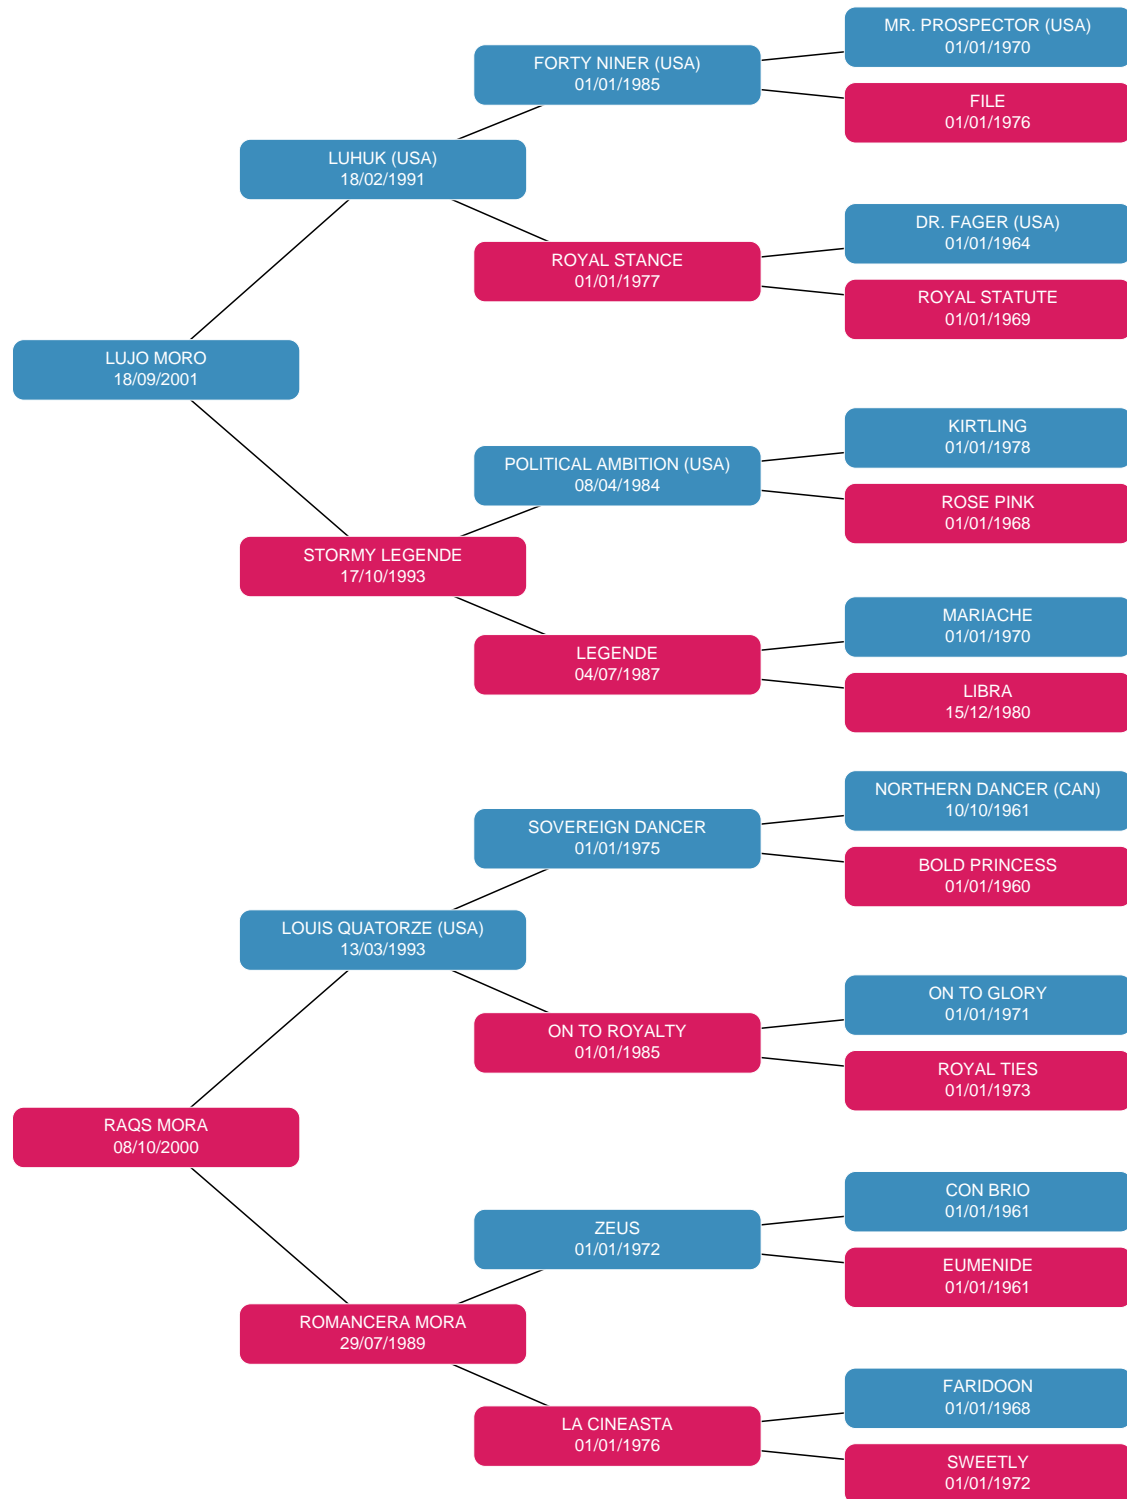 MR. PROSPECTOR (USA)
01/01/1970
FORTY NINER (USA)
01/01/1985
FILE
01/01/1976
LUHUK (USA)
18/02/1991
DR. FAGER (USA)
01/01/1964
ROYAL STANCE
01/01/1977
ROYAL STATUTE
01/01/1969
LUJO MORO
18/09/2001
KIRTLING
01/01/1978
POLITICAL AMBITION (USA)
08/04/1984
ROSE PINK
01/01/1968
STORMY LEGENDE
17/10/1993
MARIACHE
01/01/1970
LEGENDE
04/07/1987
LIBRA
15/12/1980
NORTHERN DANCER (CAN)
10/10/1961
SOVEREIGN DANCER
01/01/1975
BOLD PRINCESS
01/01/1960
LOUIS QUATORZE (USA)
13/03/1993
ON TO GLORY
01/01/1971
ON TO ROYALTY
01/01/1985
ROYAL TIES
01/01/1973
RAQS MORA
08/10/2000
CON BRIO
01/01/1961
ZEUS
01/01/1972
EUMENIDE
01/01/1961
ROMANCERA MORA
29/07/1989
FARIDOON
01/01/1968
LA CINEASTA
01/01/1976
SWEETLY
01/01/1972